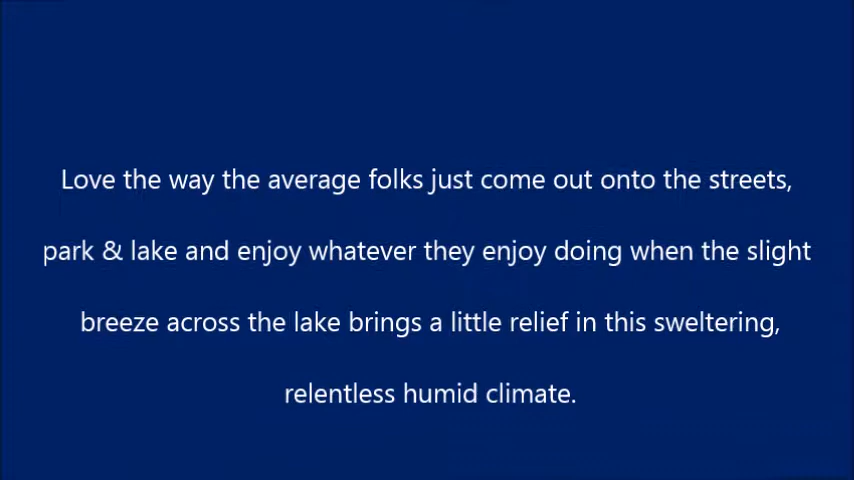 Love the way the average folks just come out onto the streets,
park & lake and enjoy whatever they enjoy doing when the slight
breeze across the lake brings a little relief in this sweltering,
relentless humid climate.